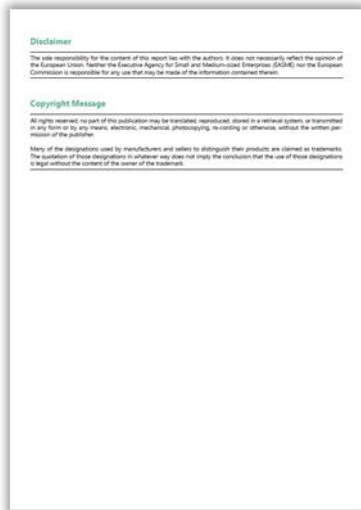 Disclaimer
The sole responsibility for the content of this report lies with the authors. It does not necessarily reflect the opinion of
the European Union. Neither the Executive Agency for Small and Medium-sized Enterprises (EASME) nor the European
Commission is responsible for any use that may be made of the information contained therein.
Copyright Message
All rights reserved; no part of this publication may be translated, reproduced, stored in a retrieval system, or transmitted
in any form or by any means, electronic, mechanical, photocopying, re-cording or otherwise, without the written per-
mission of the publisher.
Many of the designations used by manufacturers and sellers to distinguish their products are claimed as trademarks.
The quotation of those designations in whatever way does not imply the conclusion that the use of those designations
is legal without the content of the owner of the trademark.